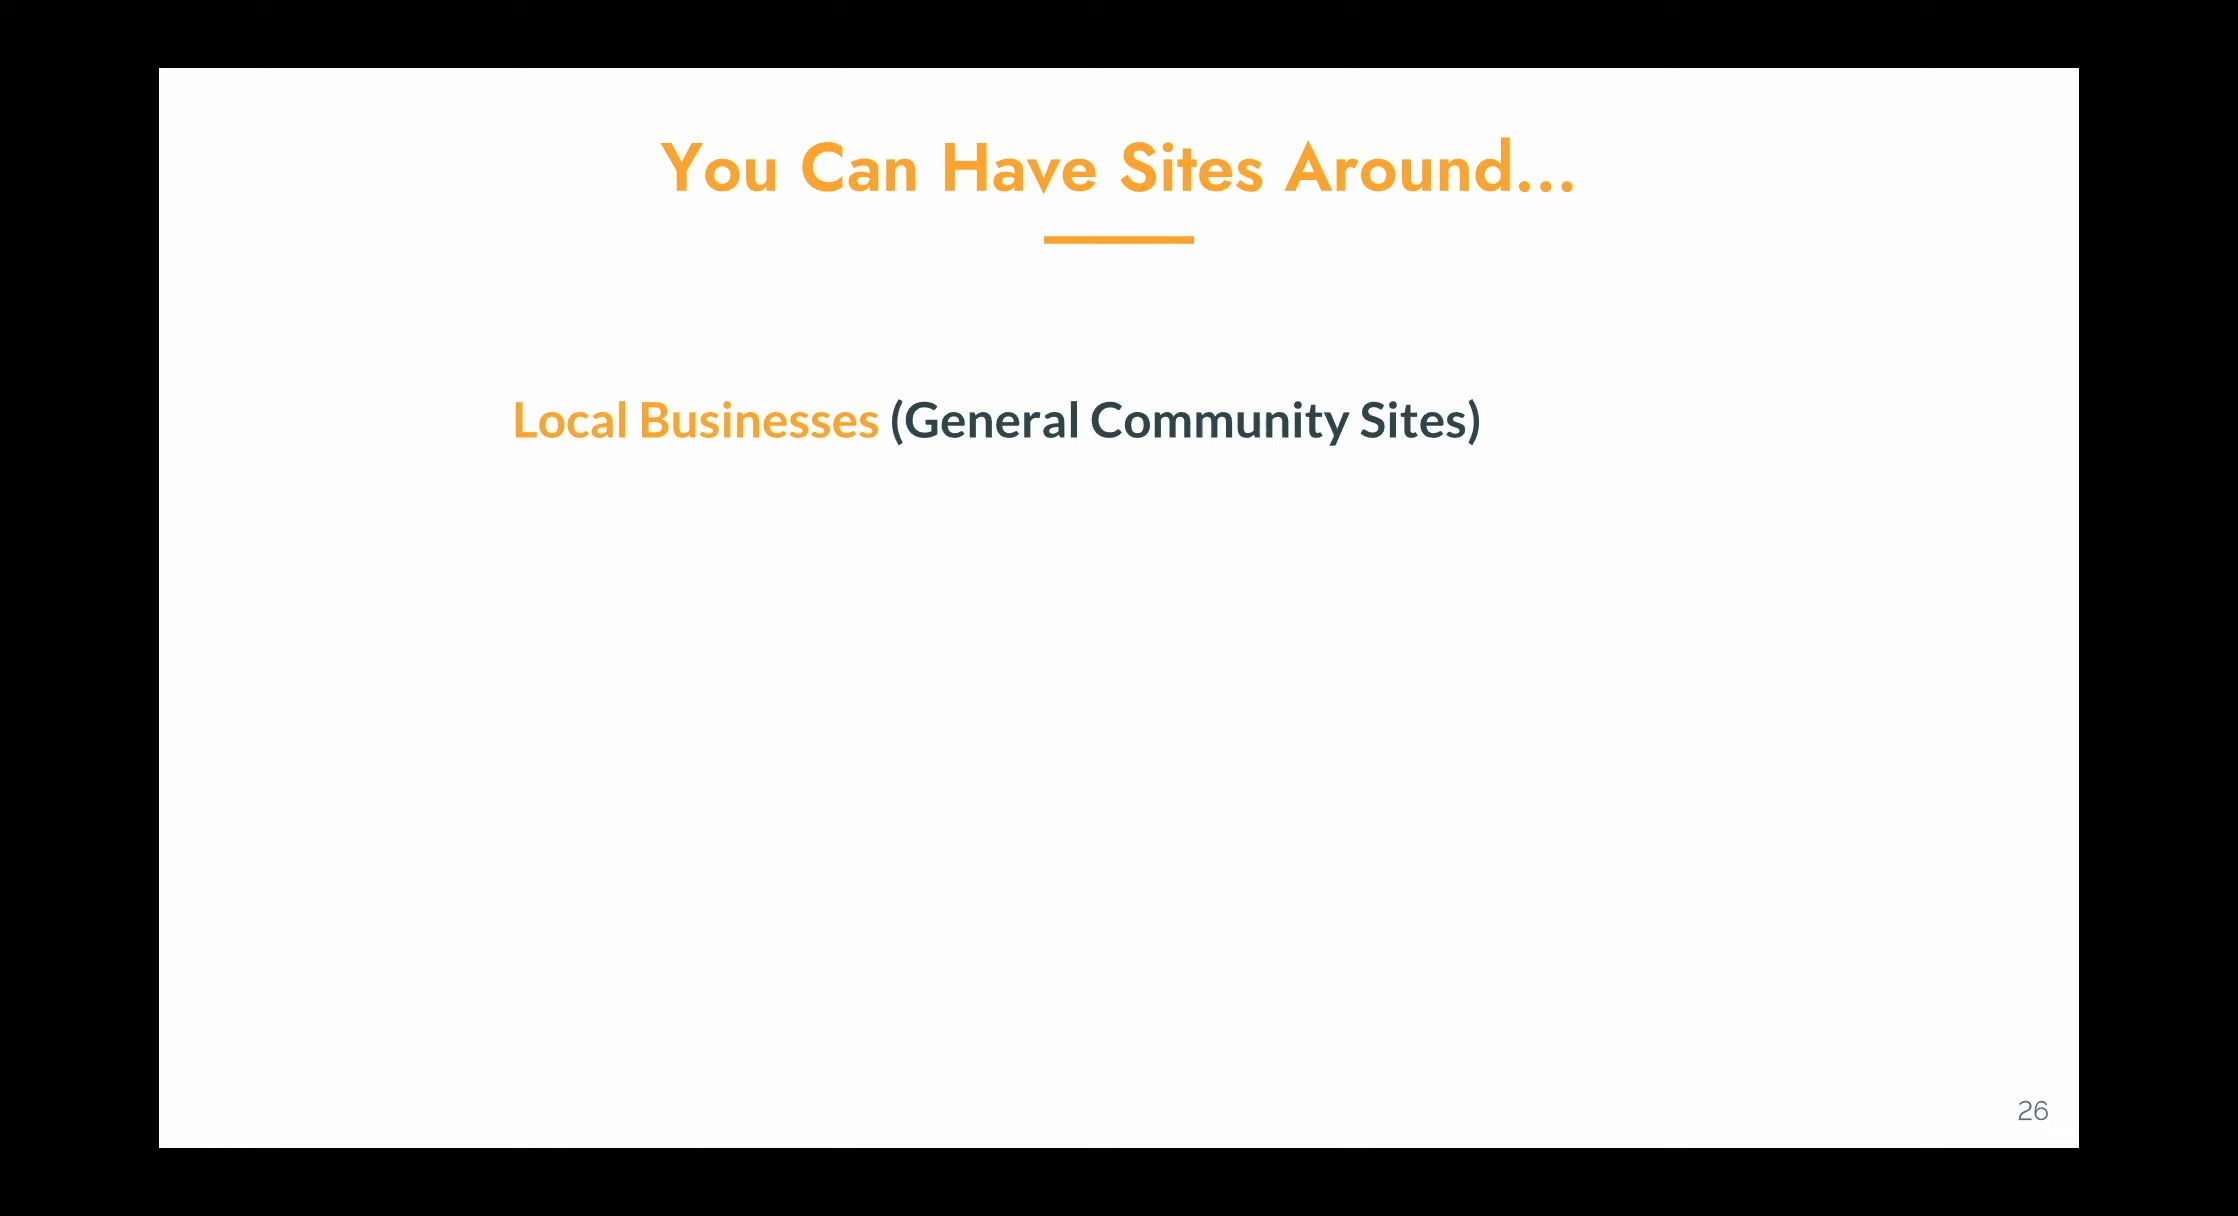 You Can Have Sites Around...
Local Businesses (General Community Sites)
26